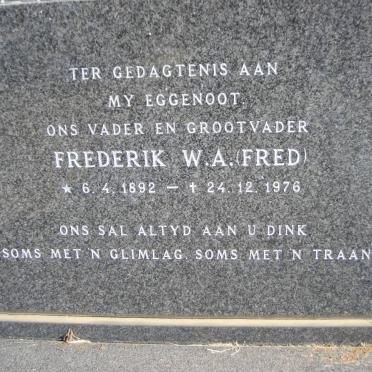 TER GEDAGTENIS AAN
MY EGGENOOT.
ONS VADER EN GROOTVADER
FREDERIK W.A. (FRED)
★ 6.4.1892 – ✝ 24.12.1976
ONS SAL ALTYD AAN U DINK
SOMS MET 'N GLIMLAG, SOMS MET 'N TRAAN